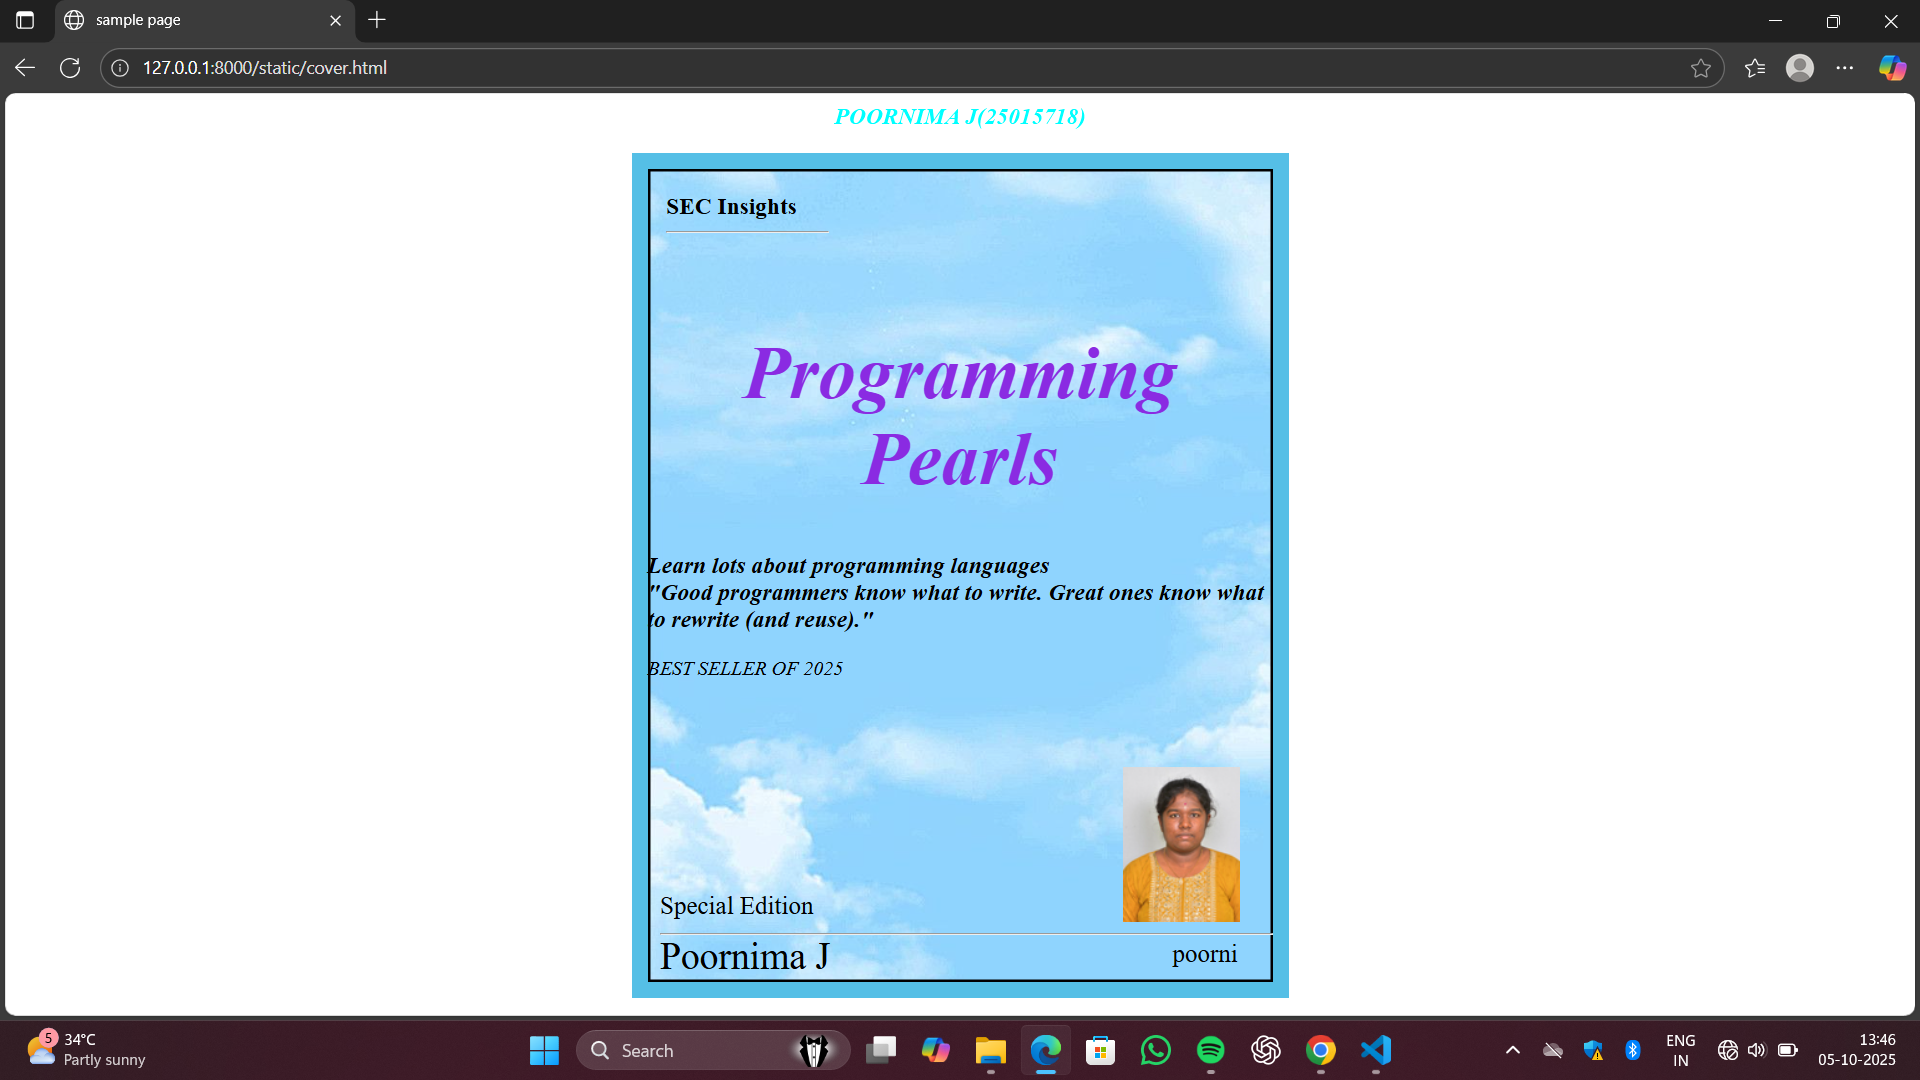 sample page
127.0.0.1:8000/static/cover.html
POORNIMA J(25015718)
SEC Insights
Programming
Pearls
Learn lots about programming languages
"Good programmers know what to write. Great ones know what
to rewrite (and reuse)."
BEST SELLER OF 2025
Special Edition
Poornima J
poorni
5
34°C
Partly sunny
Search
ENG
IN
13:46
05-10-2025